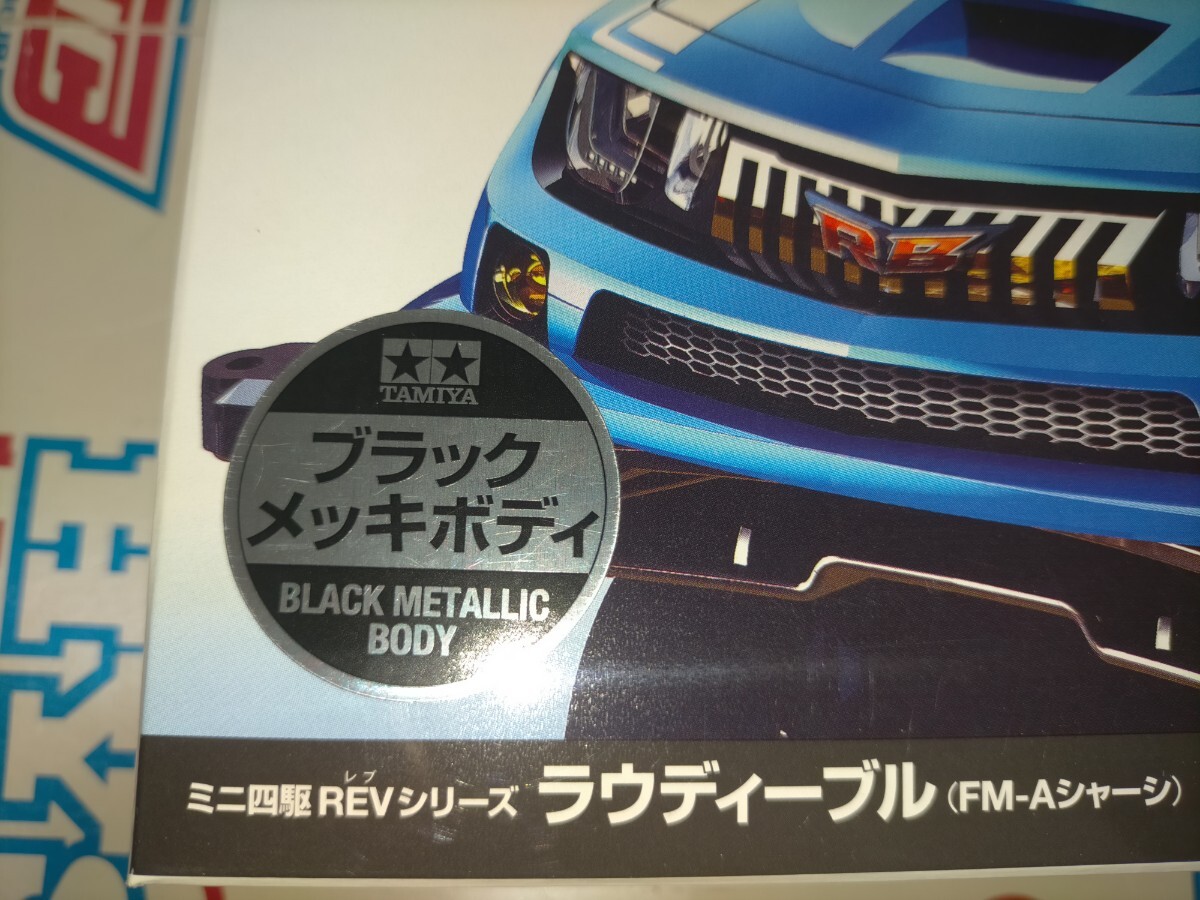 RB
TAMIYA
ブラック
メッキボディ
BLACK METALLIC
BODY
レブ
ミニ四駆 REVシリーズ ラウディーブル (FM-Aシャーシ)